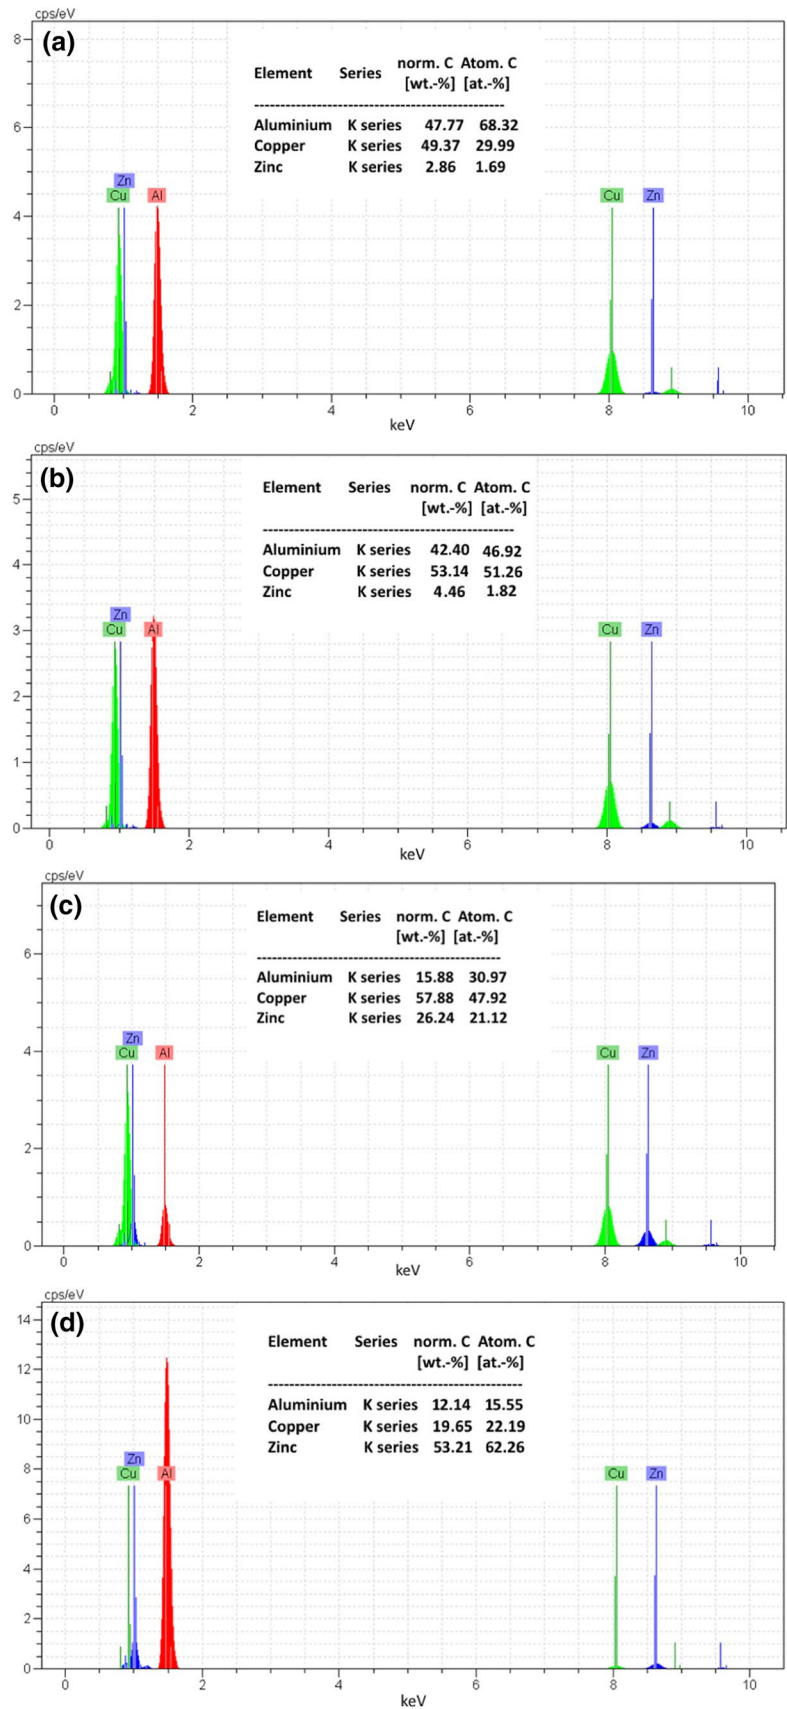 cps/eV
(a)
8
6
4
2
0
Element Series norm. C Atom. C
[wt.-%] [at.-%]
Aluminium K series 47.77 68.32
Copper K series 49.37 29.99
Zinc K series 2.86 1.69
Zn
Cu Al Cu Zn
0 2 4 6 8 10
keV
cps/eV
(b)
5
4
3
2
1
0
Element Series norm. C Atom. C
[wt.-%] [at.-%]
Aluminium K series 42.40 46.92
Copper K series 53.14 51.26
Zinc K series 4.46 1.82
Zn
Cu Al Cu Zn
0 2 4 6 8 10
keV
cps/eV
(c)
6
4
2
0
Element Series norm. C Atom. C
[wt.-%] [at.-%]
Aluminium K series 15.88 30.97
Copper K series 57.88 47.92
Zinc K series 26.24 21.12
Zn
Cu Al Cu Zn
0 2 4 6 8 10
keV
cps/eV
(d)
14
12
10
8
6
4
2
0
Element Series norm. C Atom. C
[wt.-%] [at.-%]
Aluminium K series 12.14 15.55
Copper K series 19.65 22.19
Zinc K series 53.21 62.26
Zn
Cu Al Cu Zn
0 2 4 6 8 10
keV